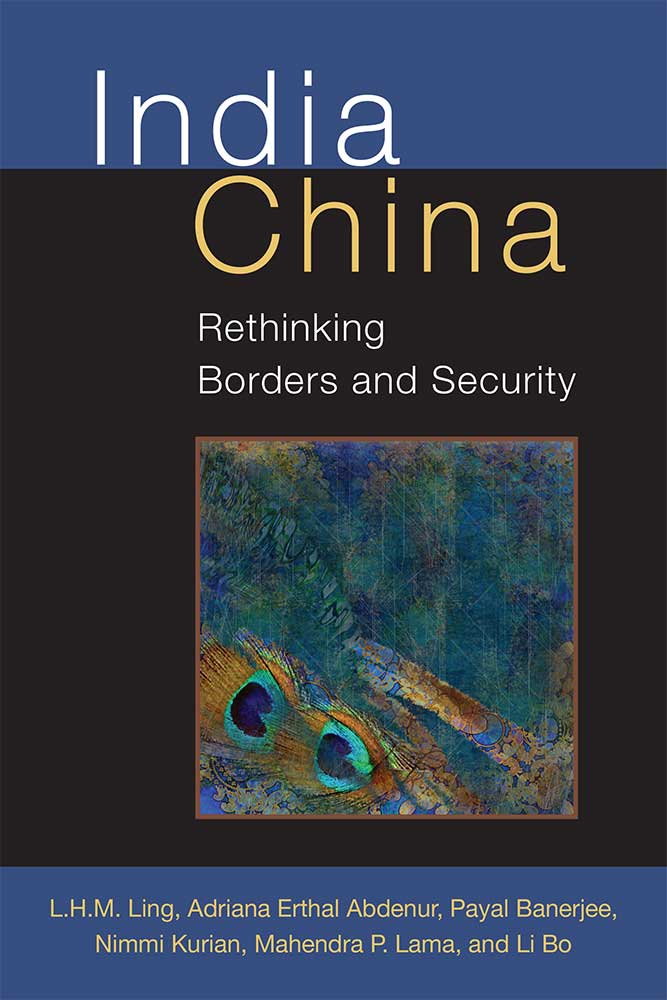 India
China
Rethinking
Borders and Security
L.H.M. Ling, Adriana Erthal Abdenur, Payal Banerjee,
Nimmi Kurian, Mahendra P. Lama, and Li Bo